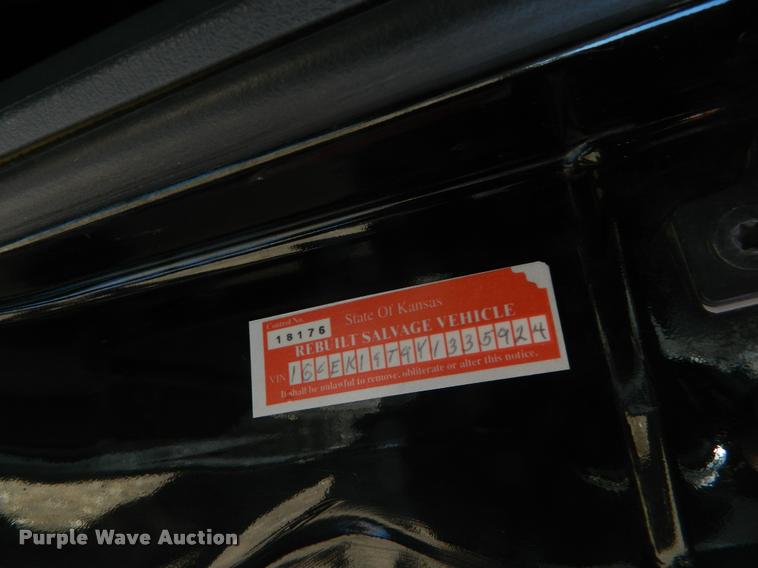 Control No.
18176
State Of Kansas
REBUILT SALVAGE VEHICLE
VIN 1GCEK19T941335924
It shall be unlawful to remove, obliterate or alter this notice.
Purple Wave Auction